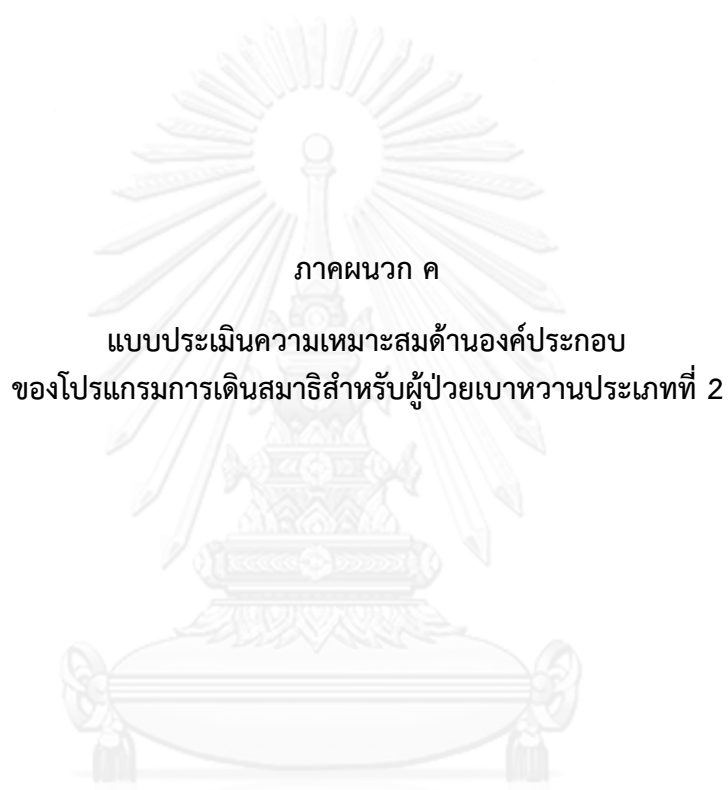 ภาคผนวก ค
แบบประเมินความเหมาะสมด้านองค์ประกอบ
ของโปรแกรมการเดินสมาธิสำหรับผู้ป่วยเบาหวานประเภทที่ 2